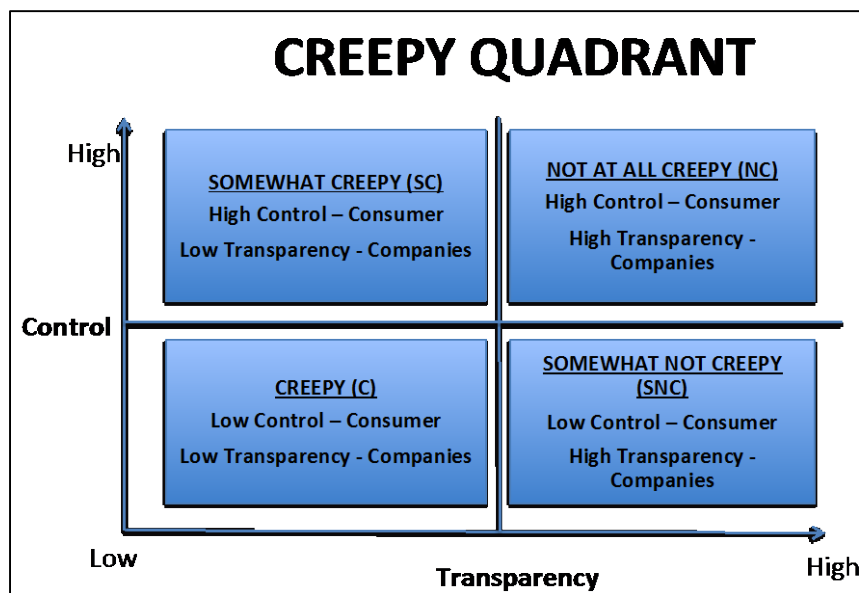 CREEPY QUADRANT
High
SOMEWHAT CREEPY (SC)
High Control – Consumer
Low Transparency - Companies
NOT AT ALL CREEPY (NC)
High Control – Consumer
High Transparency -
Companies
Control
CREEPY (C)
Low Control – Consumer
Low Transparency - Companies
SOMEWHAT NOT CREEPY
(SNC)
Low Control – Consumer
High Transparency -
Companies
Low
Transparency
High